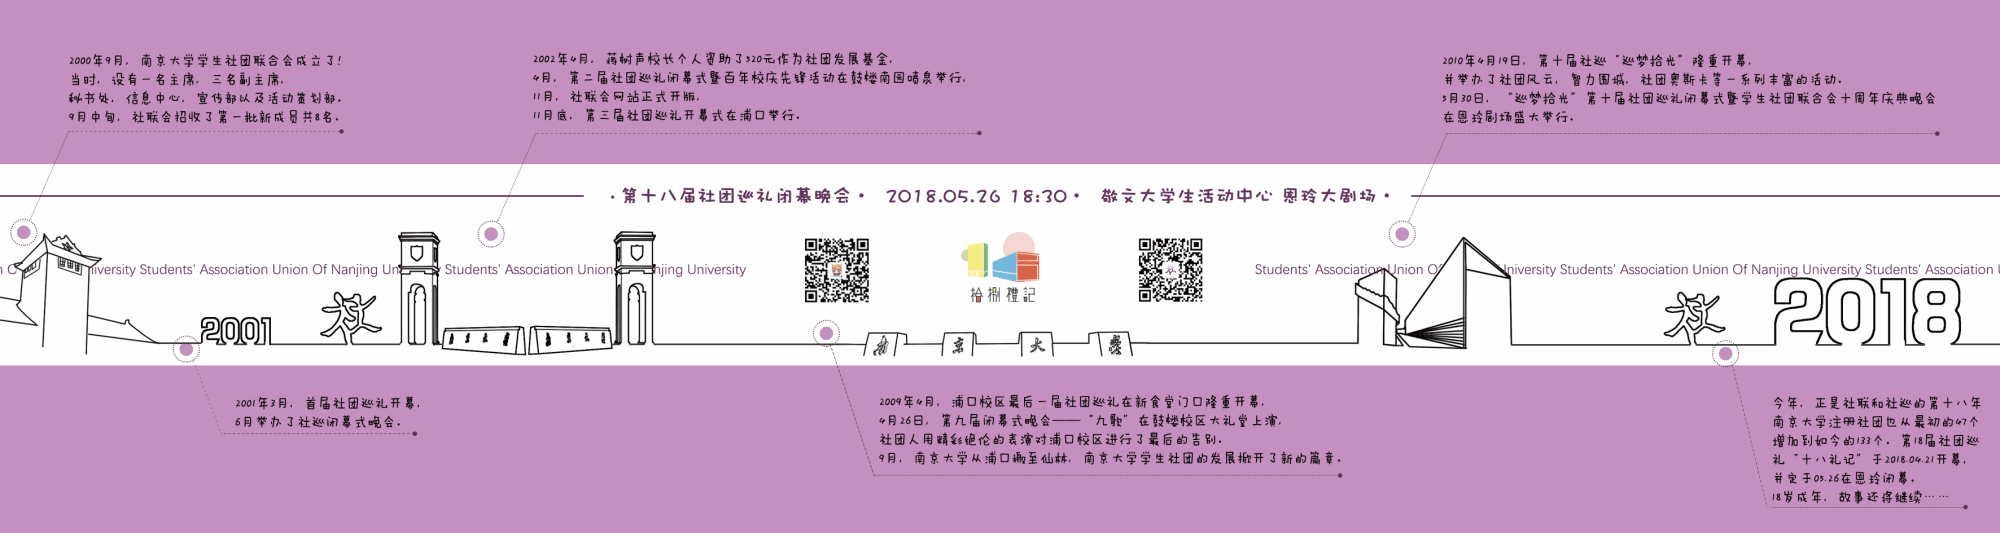 2000年9月，南京大学学生社团联合会成立了！
当时，设有一名主席，三名副主席，
秘书处，信息中心，宣传部以及活动策划部。
9月中旬，社联会招收了第一批新成员共8名。
2002年4月，蒋树声校长个人资助了520元作为社团发展基金，
4月，第二届社团巡礼闭幕式暨百年校庆先锋活动在鼓楼南园喷泉举行，
11月，社联会网站正式开版，
11月底，第三届社团巡礼开幕式在浦口举行。
2010年4月19日，第十届社巡“巡梦拾光”隆重开幕，
并举办了社团风云，智力围城，社团奥斯卡等一系列丰富的活动。
5月30日，“巡梦拾光”第十届社团巡礼闭幕式暨学生社团联合会十周年庆典晚会
在恩玲剧场盛大举行。
·第十八届社团巡礼闭幕晚会· 2018.05.26 18:30· 敬文大学生活动中心 恩玲大剧场·
iversity Students' Association Union Of Nanjing Un
Students' Association Union
njing University
Students' Association Union O
niversity Students' Association Union Of Nanjing University Students' Association U
拾捌禮記
2001
2018
南京大學
2001年3月，首届社团巡礼开幕，
6月举办了社巡闭幕式晚会。
2009年4月，浦口校区最后一届社团巡礼在新食堂门口隆重开幕，
4月26日，第九届闭幕式晚会——“九歌”在鼓楼校区大礼堂上演，
社团人用精彩绝伦的表演对浦口校区进行了最后的告别。
9月，南京大学从浦口搬至仙林，南京大学学生社团的发展掀开了新的篇章。
今年，正是社联和社巡的第十八年
南京大学注册社团也从最初的47个
增加到如今的133个。第18届社团巡
礼“十八礼记”于2018.04.21开幕，
并定于05.26在恩玲闭幕。
18岁成年，故事还将继续……